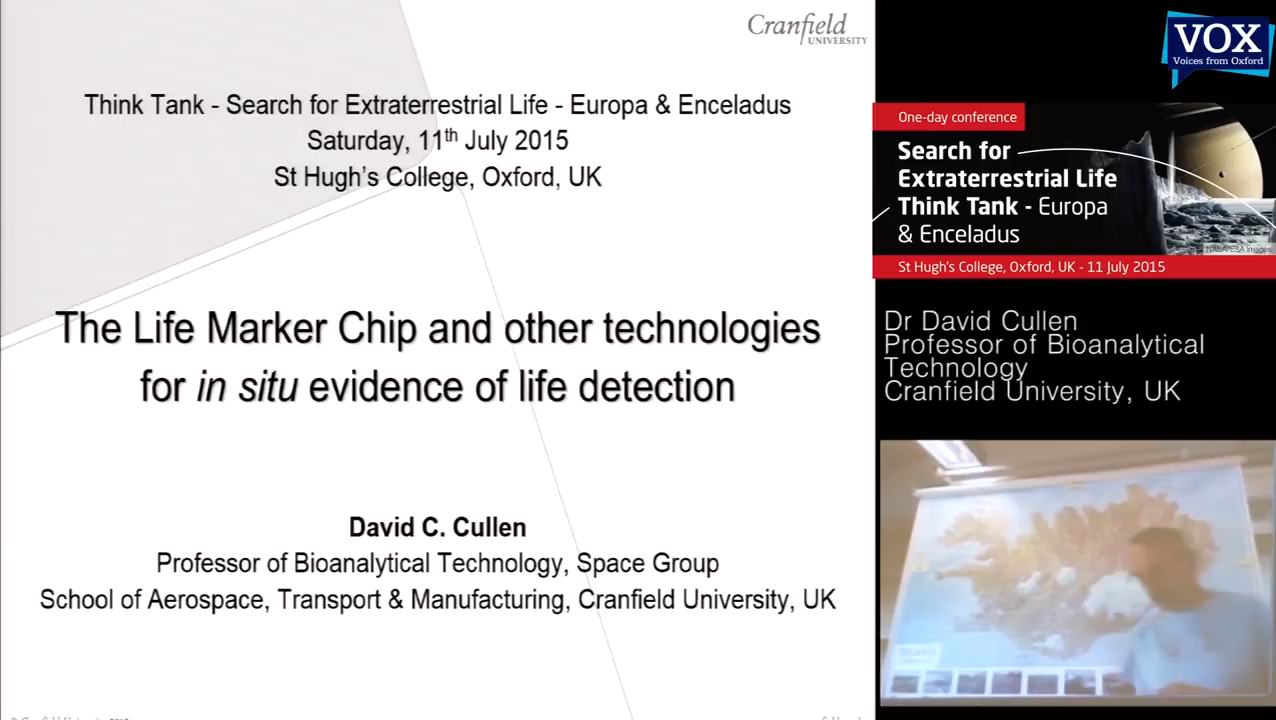 Cranfield
UNIVERSITY
Think Tank - Search for Extraterrestrial Life - Europa & Enceladus
Saturday, 11th July 2015
St Hugh's College, Oxford, UK
The Life Marker Chip and other technologies
for in situ evidence of life detection
David C. Cullen
Professor of Bioanalytical Technology, Space Group
School of Aerospace, Transport & Manufacturing, Cranfield University, UK
VOX
Voices from Oxford
One-day conference
Search for
Extraterrestrial Life
Think Tank - Europa
& Enceladus
NASA/ESA Images
St Hugh's College, Oxford, UK - 11 July 2015
Dr David Cullen
Professor of Bioanalytical
Technology
Cranfield University, UK